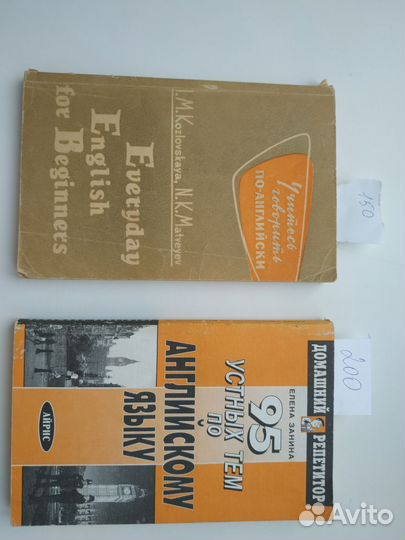 I. M. Kozlovskaya, N. K. Matveyev
Everyday
English
for Beginners
Учитесь
говорить
ПО-АНГЛИЙСКИ
150
ДОМАШНИЙ РЕПЕТИТОР
ЕЛЕНА ЗАНИНА
95
УСТНЫХ ТЕМ
ПО
АНГЛИЙСКОМУ
ЯЗЫКУ
АЙРИС
200
Avito